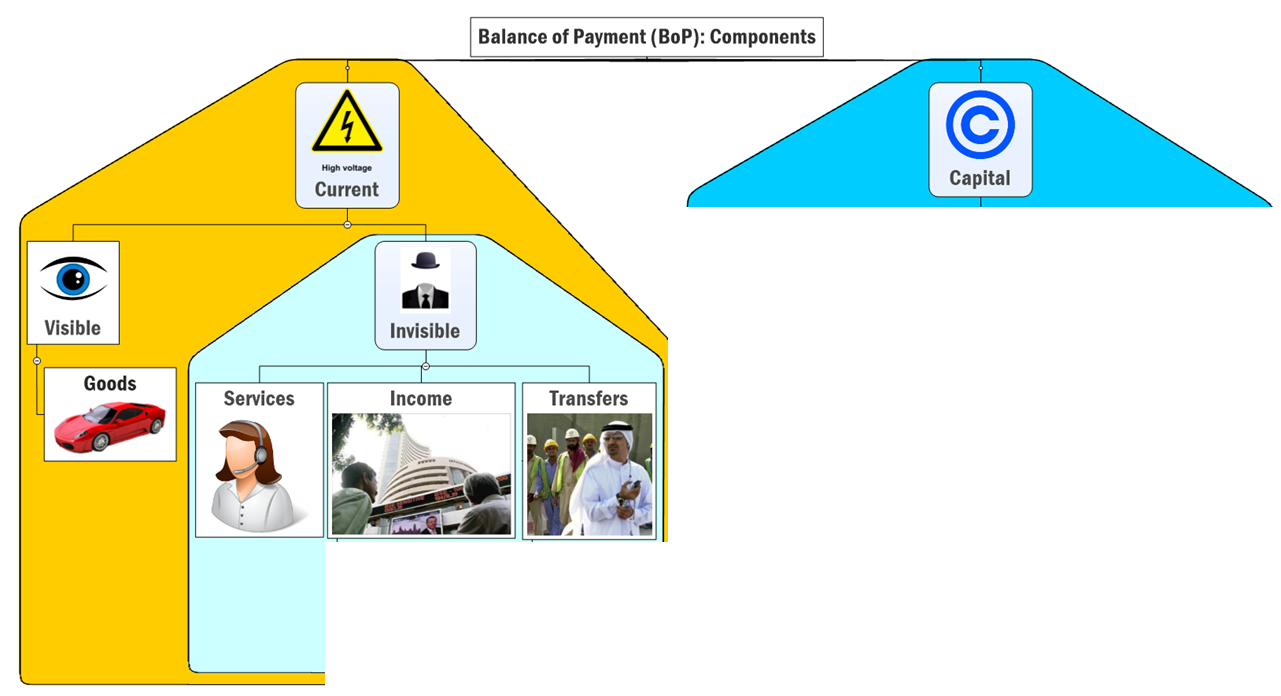 Balance of Payment (BoP): Components
High voltage
Current
Capital
Visible
Invisible
Goods
Services
Income
Transfers